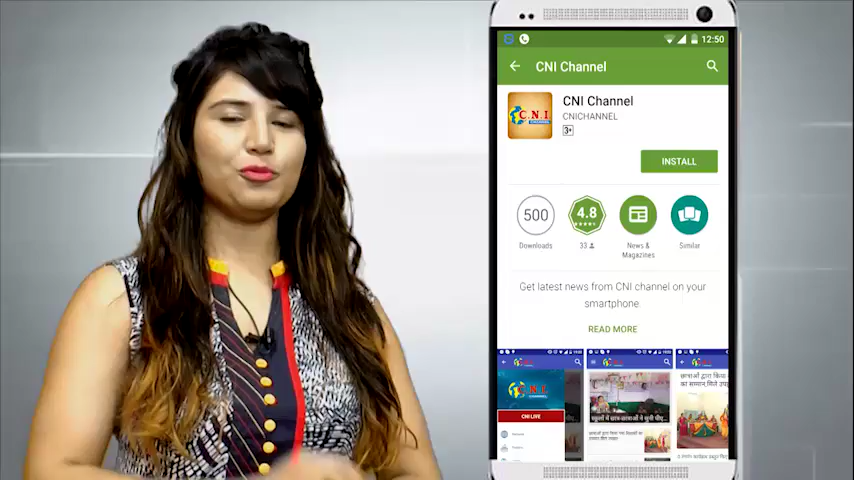 12:50
CNI Channel
C.N.I
CHANNEL
CNI Channel
CNICHANNEL
3+
INSTALL
500
4.8
Downloads
33
News &
Magazines
Similar
Get latest news from CNI channel on your
smartphone.
READ MORE
C.N.I
CNI LIVE
छात्राओं द्वारा किया